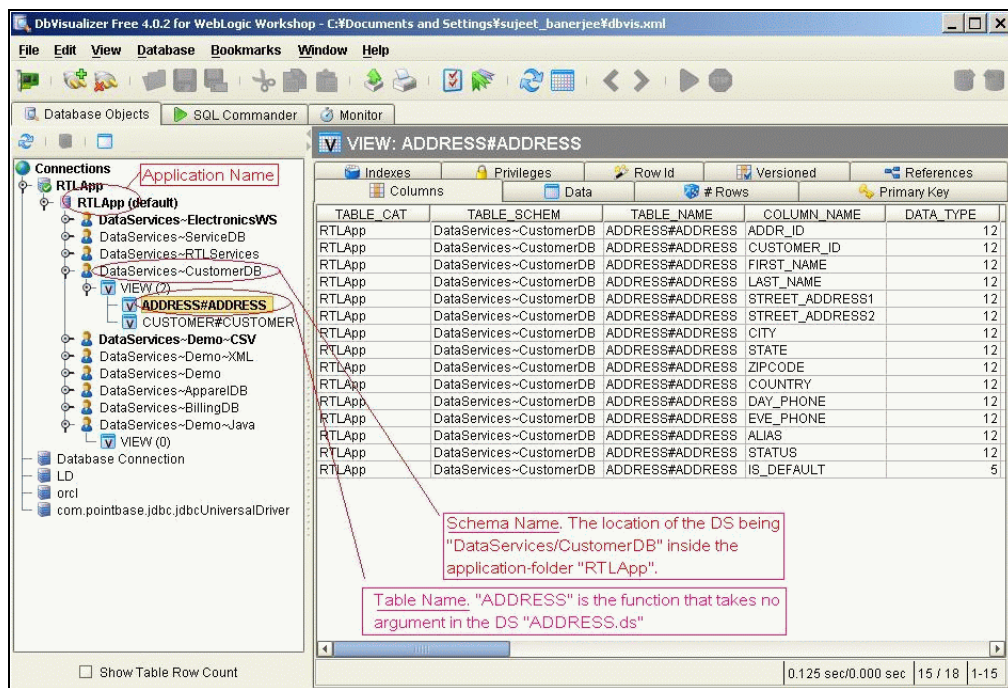 DbVisualizer Free 4.0.2 for WebLogic Workshop - C:¥Documents and Settings¥sujeet_banerjee¥dbvis.xml
File Edit View Database Bookmarks Window Help
Database Objects SQL Commander Monitor
VIEW: ADDRESS#ADDRESS
Connections
RTLApp
Application Name
RTLApp (default)
DataServices~ElectronicsWS
DataServices~ServiceDB
DataServices~RTLServices
DataServices~CustomerDB
VIEW (2)
ADDRESS#ADDRESS
CUSTOMER#CUSTOMER
DataServices~Demo~CSV
DataServices~Demo~XML
DataServices~Demo
DataServices~ApparelDB
DataServices~BillingDB
DataServices~Demo~Java
VIEW (0)
Database Connection
LD
orcl
com.pointbase.jdbc.jdbcUniversalDriver
Show Table Row Count
Indexes Privileges Row Id Versioned References
Columns Data # Rows Primary Key
TABLE_CAT TABLE_SCHEM TABLE_NAME COLUMN_NAME DATA_TYPE
RTLApp DataServices~CustomerDB ADDRESS#ADDRESS ADDR_ID 12
RTLApp DataServices~CustomerDB ADDRESS#ADDRESS CUSTOMER_ID 12
RTLApp DataServices~CustomerDB ADDRESS#ADDRESS FIRST_NAME 12
RTLApp DataServices~CustomerDB ADDRESS#ADDRESS LAST_NAME 12
RTLApp DataServices~CustomerDB ADDRESS#ADDRESS STREET_ADDRESS1 12
RTLApp DataServices~CustomerDB ADDRESS#ADDRESS STREET_ADDRESS2 12
RTLApp DataServices~CustomerDB ADDRESS#ADDRESS CITY 12
RTLApp DataServices~CustomerDB ADDRESS#ADDRESS STATE 12
RTLApp DataServices~CustomerDB ADDRESS#ADDRESS ZIPCODE 12
RTLApp DataServices~CustomerDB ADDRESS#ADDRESS COUNTRY 12
RTLApp DataServices~CustomerDB ADDRESS#ADDRESS DAY_PHONE 12
RTLApp DataServices~CustomerDB ADDRESS#ADDRESS EVE_PHONE 12
RTLApp DataServices~CustomerDB ADDRESS#ADDRESS ALIAS 12
RTLApp DataServices~CustomerDB ADDRESS#ADDRESS STATUS 12
RTLApp DataServices~CustomerDB ADDRESS#ADDRESS IS_DEFAULT 5
Schema Name. The location of the DS being
"DataServices/CustomerDB" inside the
application-folder "RTLApp".
Table Name. "ADDRESS" is the function that takes no
argument in the DS "ADDRESS.ds"
0.125 sec/0.000 sec 15 / 18 1-15